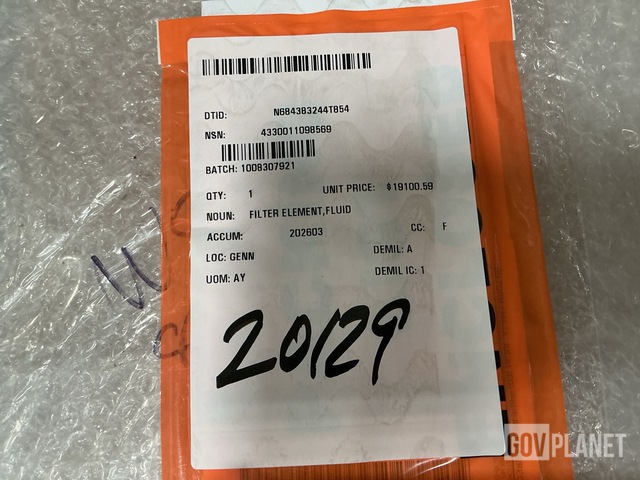 DTID: N684383244T854
NSN: 4330011098569
BATCH: 1008307921
QTY: 1 UNIT PRICE: $19100.59
NOUN: FILTER ELEMENT,FLUID
ACCUM: 202603 CC: F
LOC: GENN DEMIL: A
UOM: AY DEMIL IC: 1
20129
GOVPLANET